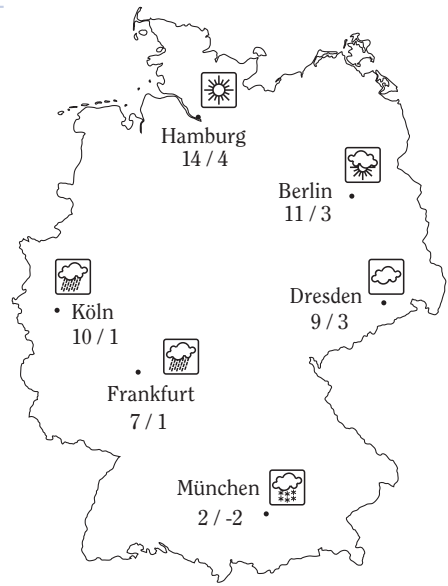 Hamburg
14 / 4
Berlin
11 / 3
Dresden
9 / 3
Köln
10 / 1
Frankfurt
7 / 1
München
2 / -2